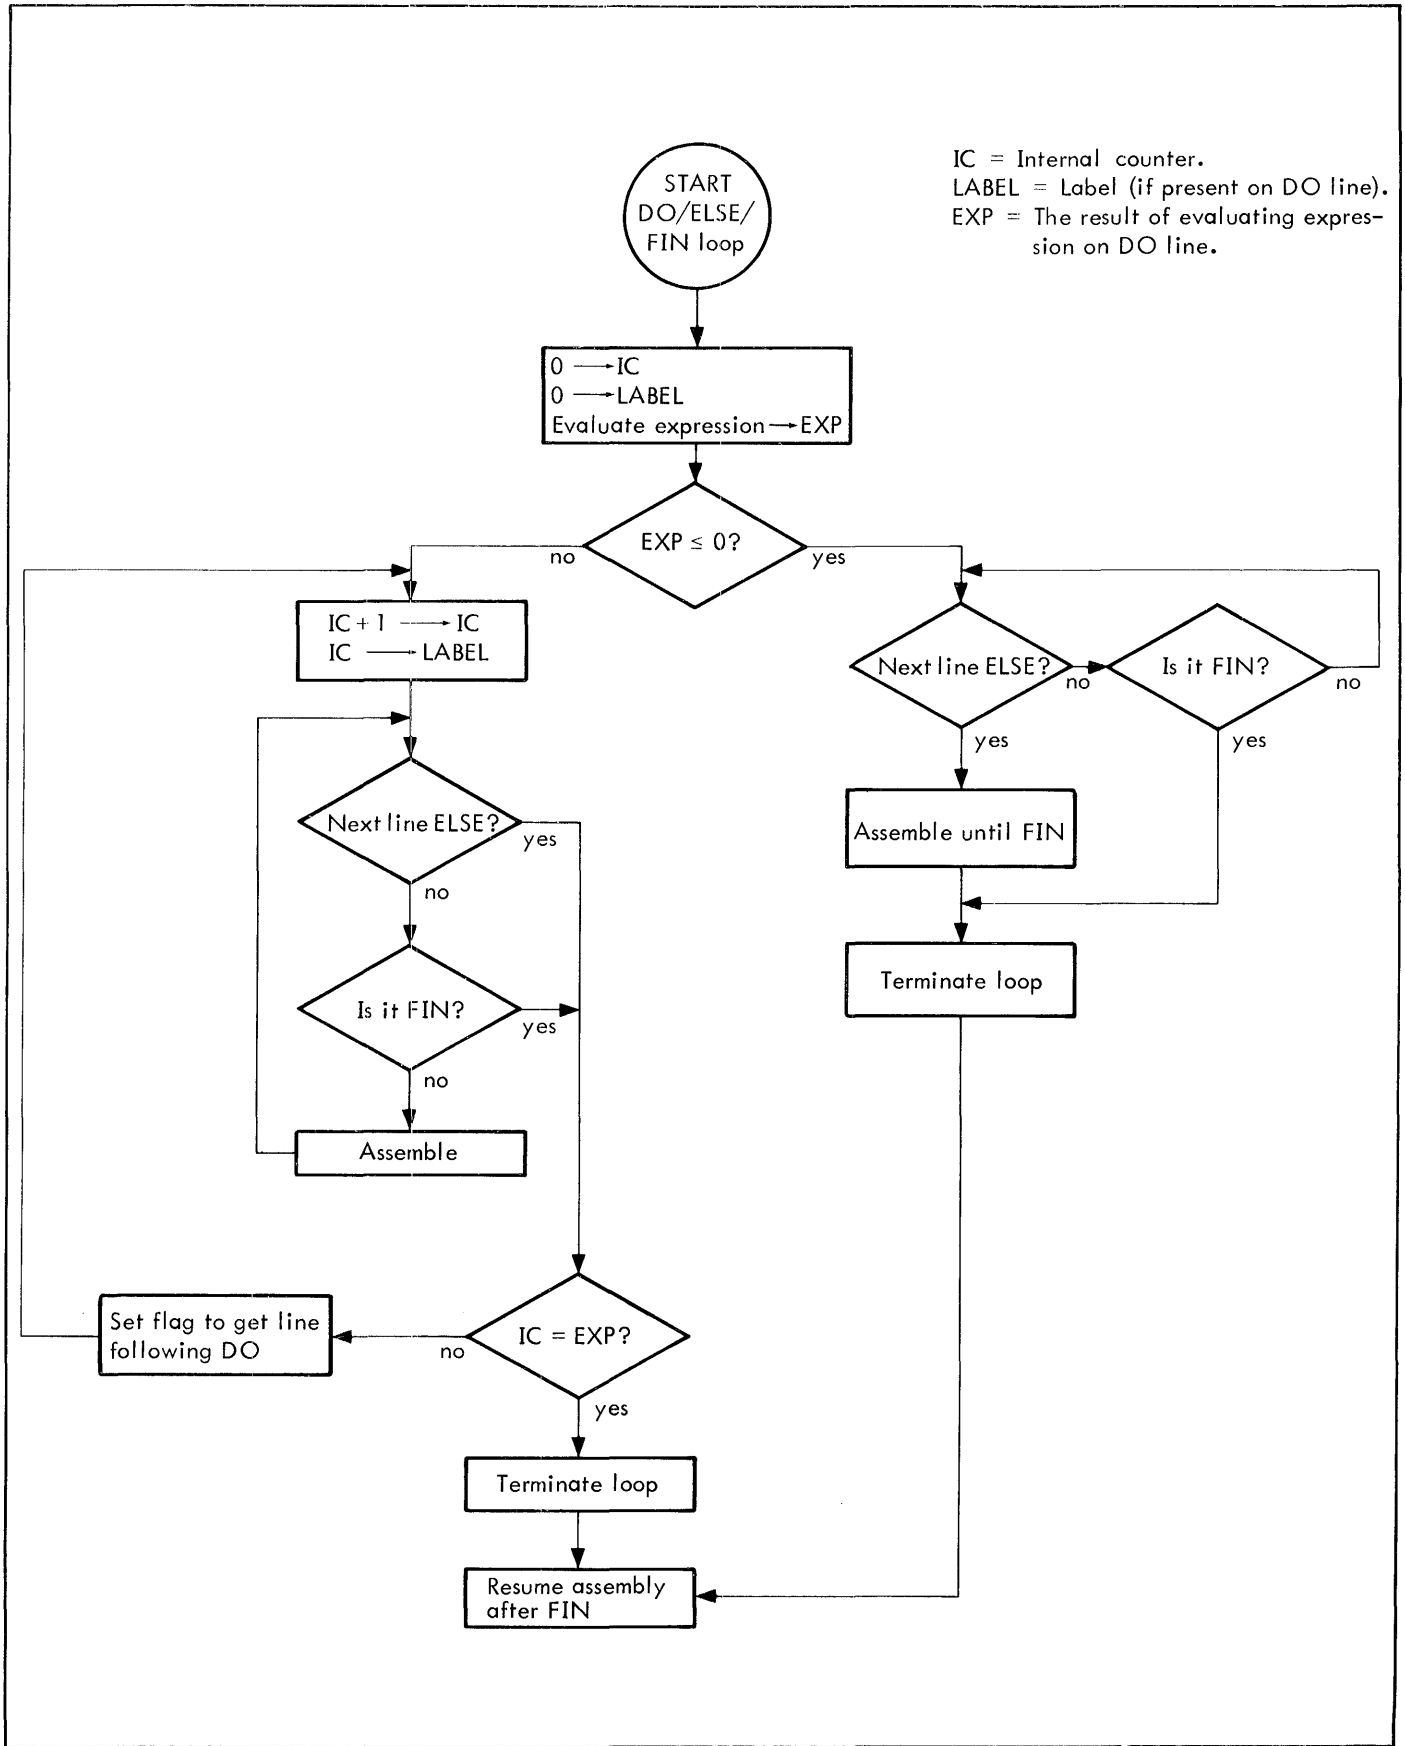 START
DO/ELSE/
FIN loop
IC = Internal counter.
LABEL = Label (if present on DO line).
EXP = The result of evaluating expres-
sion on DO line.
0 → IC
0 → LABEL
Evaluate expression → EXP
EXP ≤ 0?
no
yes
IC + 1 → IC
IC → LABEL
Next line ELSE?
no
Is it FIN?
no
yes
yes
Next line ELSE?
yes
no
Assemble until FIN
Is it FIN?
yes
no
Terminate loop
Assemble
Set flag to get line
following DO
no
IC = EXP?
yes
Terminate loop
Resume assembly
after FIN